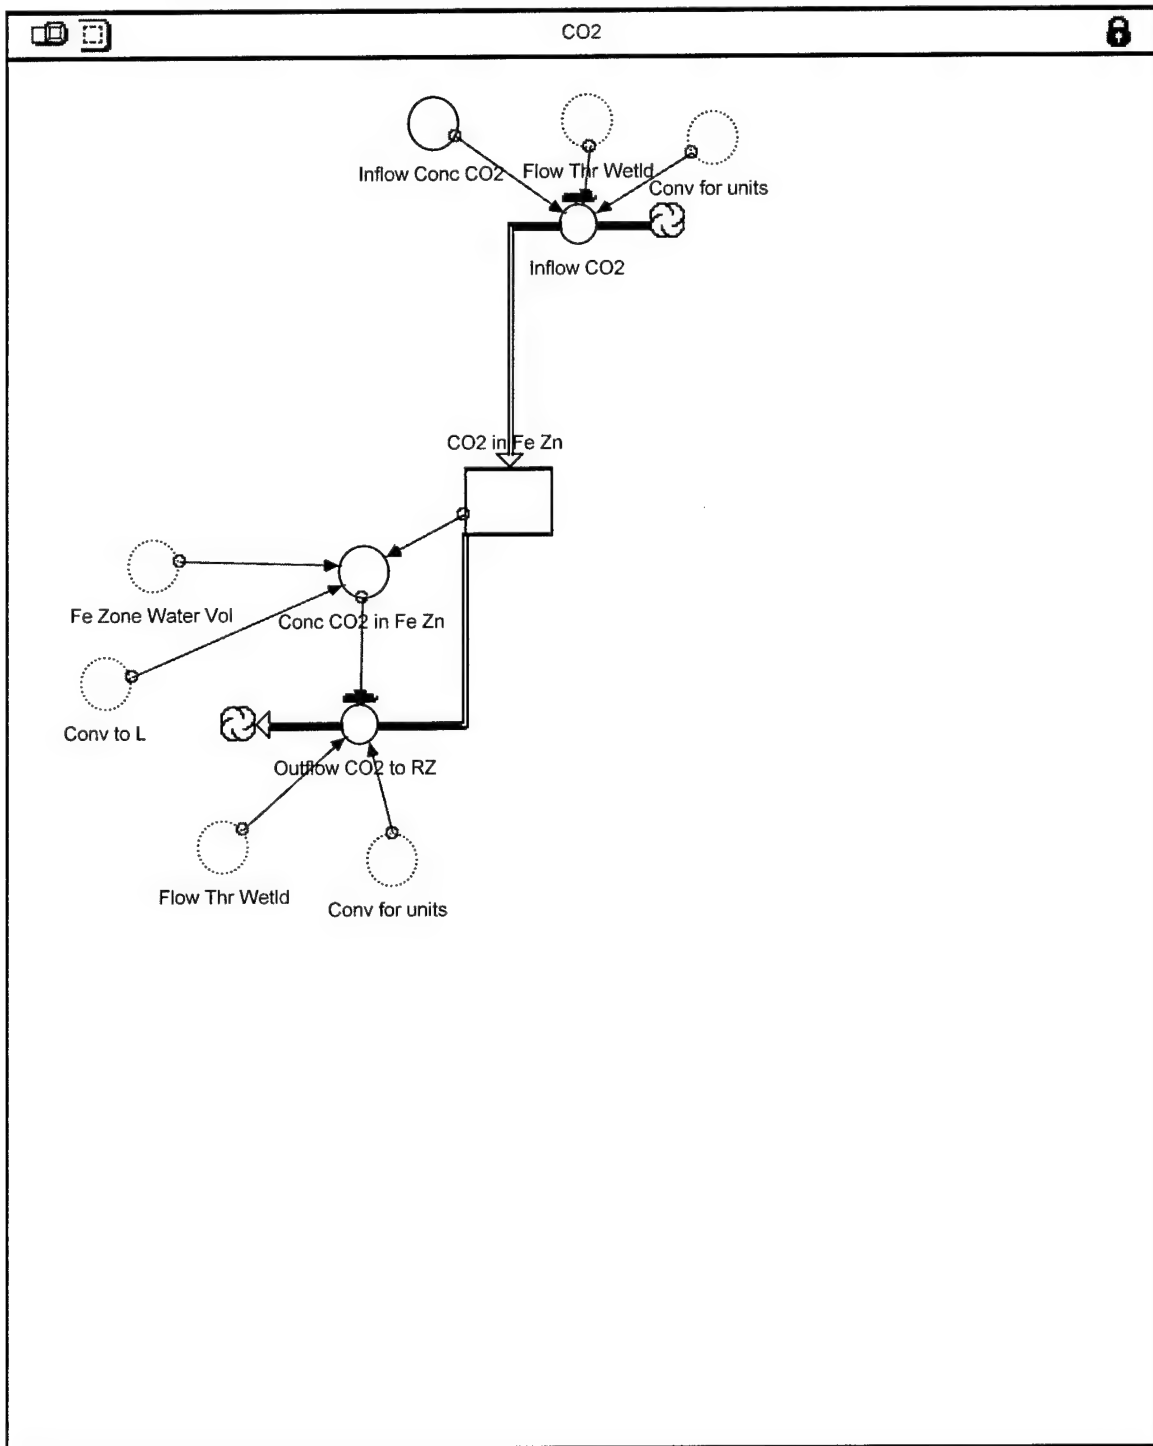 CO2
Inflow Conc CO2
Flow Thr Wetld
Conv for units
Inflow CO2
CO2 in Fe Zn
Fe Zone Water Vol
Conc CO2 in Fe Zn
Conv to L
Outflow CO2 to RZ
Flow Thr Wetld
Conv for units